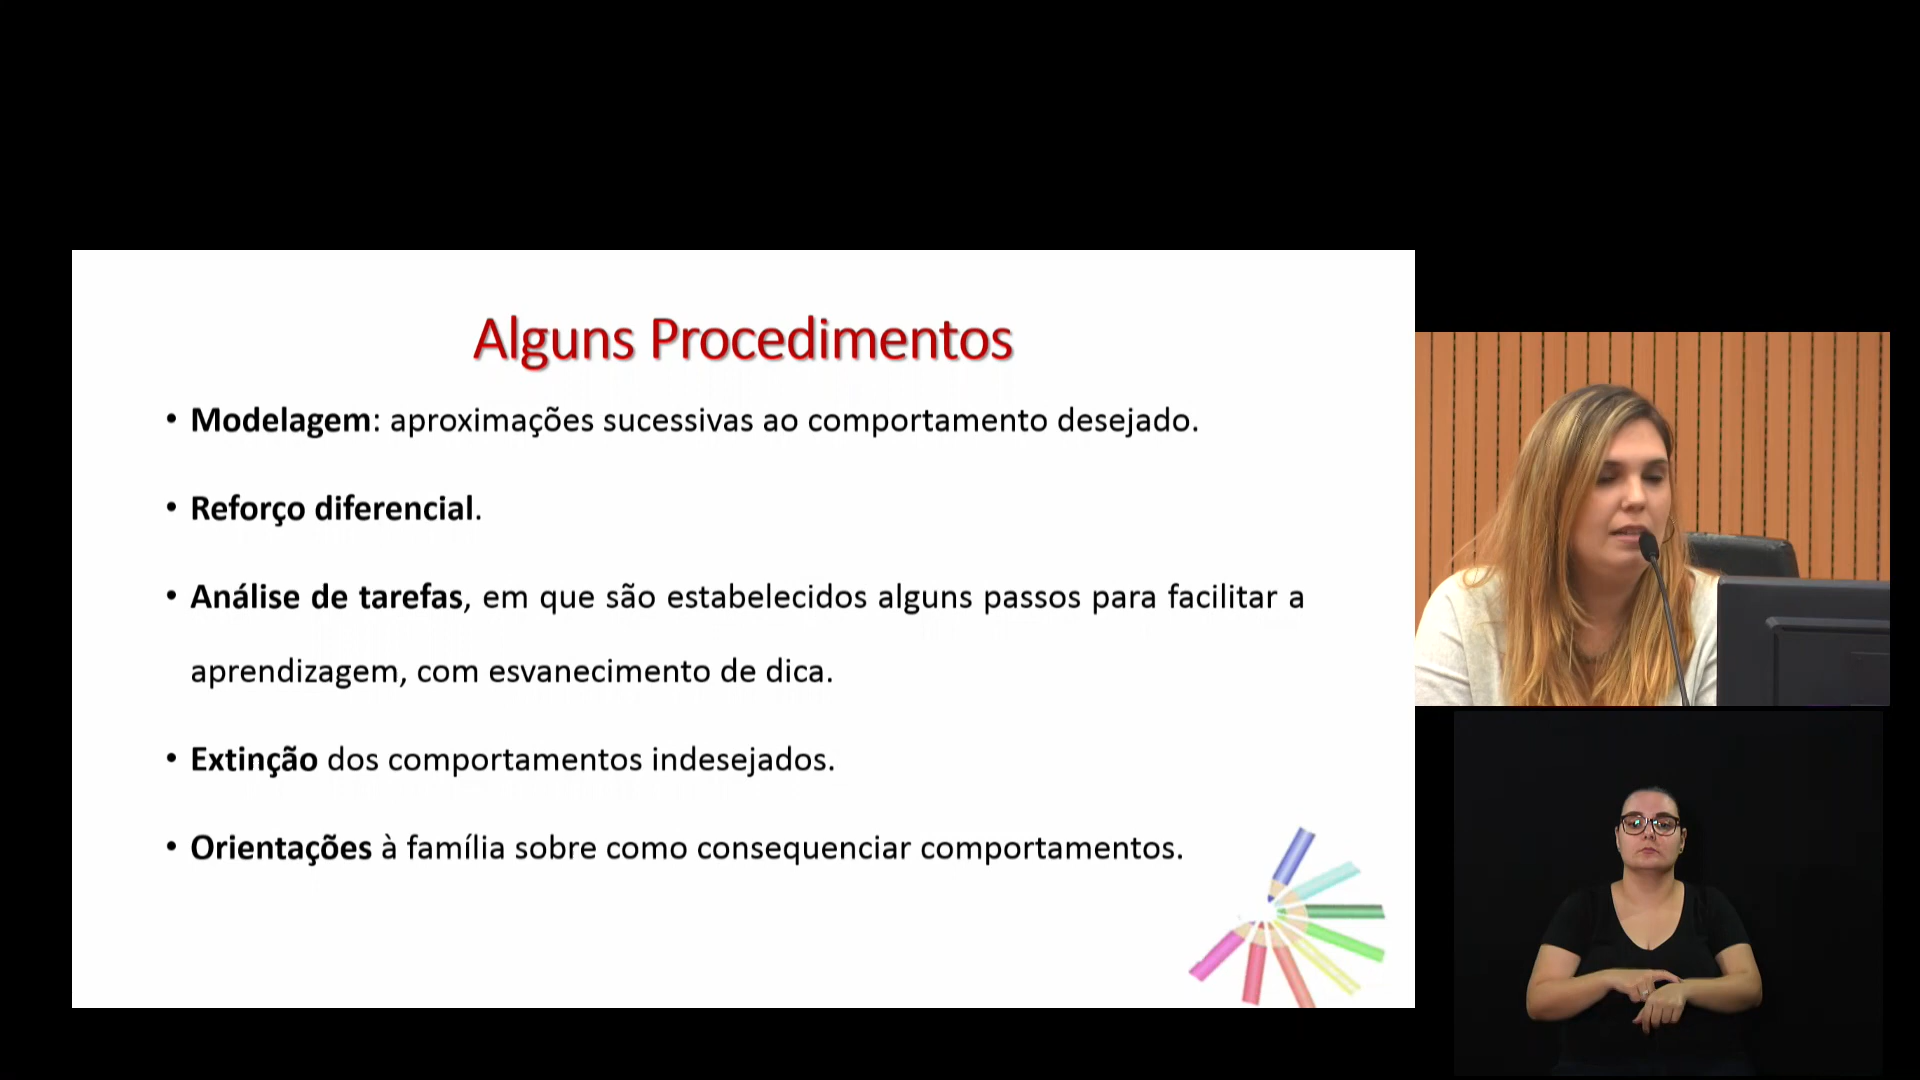 Alguns Procedimentos
• Modelagem: aproximações sucessivas ao comportamento desejado.
• Reforço diferencial.
• Análise de tarefas, em que são estabelecidos alguns passos para facilitar a
aprendizagem, com esvanecimento de dica.
• Extinção dos comportamentos indesejados.
• Orientações à família sobre como consequenciar comportamentos.